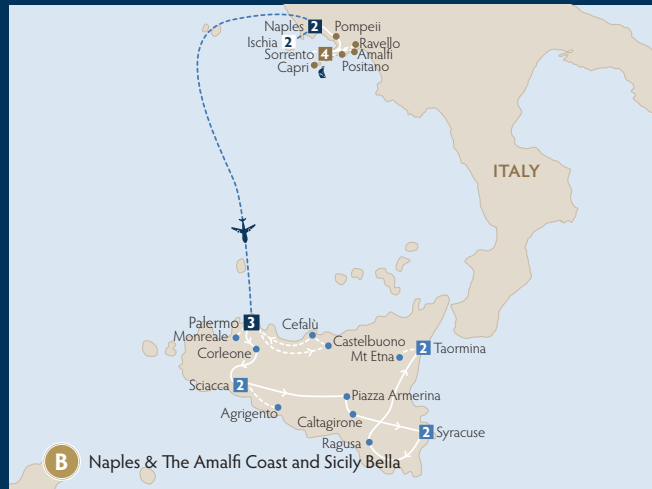 Naples 2 Pompeii
Ischia 2 Ravello
Sorrento 4 Amalfi
Capri Positano
ITALY
Palermo 3 Cefalù
Monreale
Castelbuono
Corleone Mt Etna 2 Taormina
Sciacca 2
Piazza Armerina
Agrigento
Caltagirone
2 Syracuse
Ragusa
B Naples & The Amalfi Coast and Sicily Bella